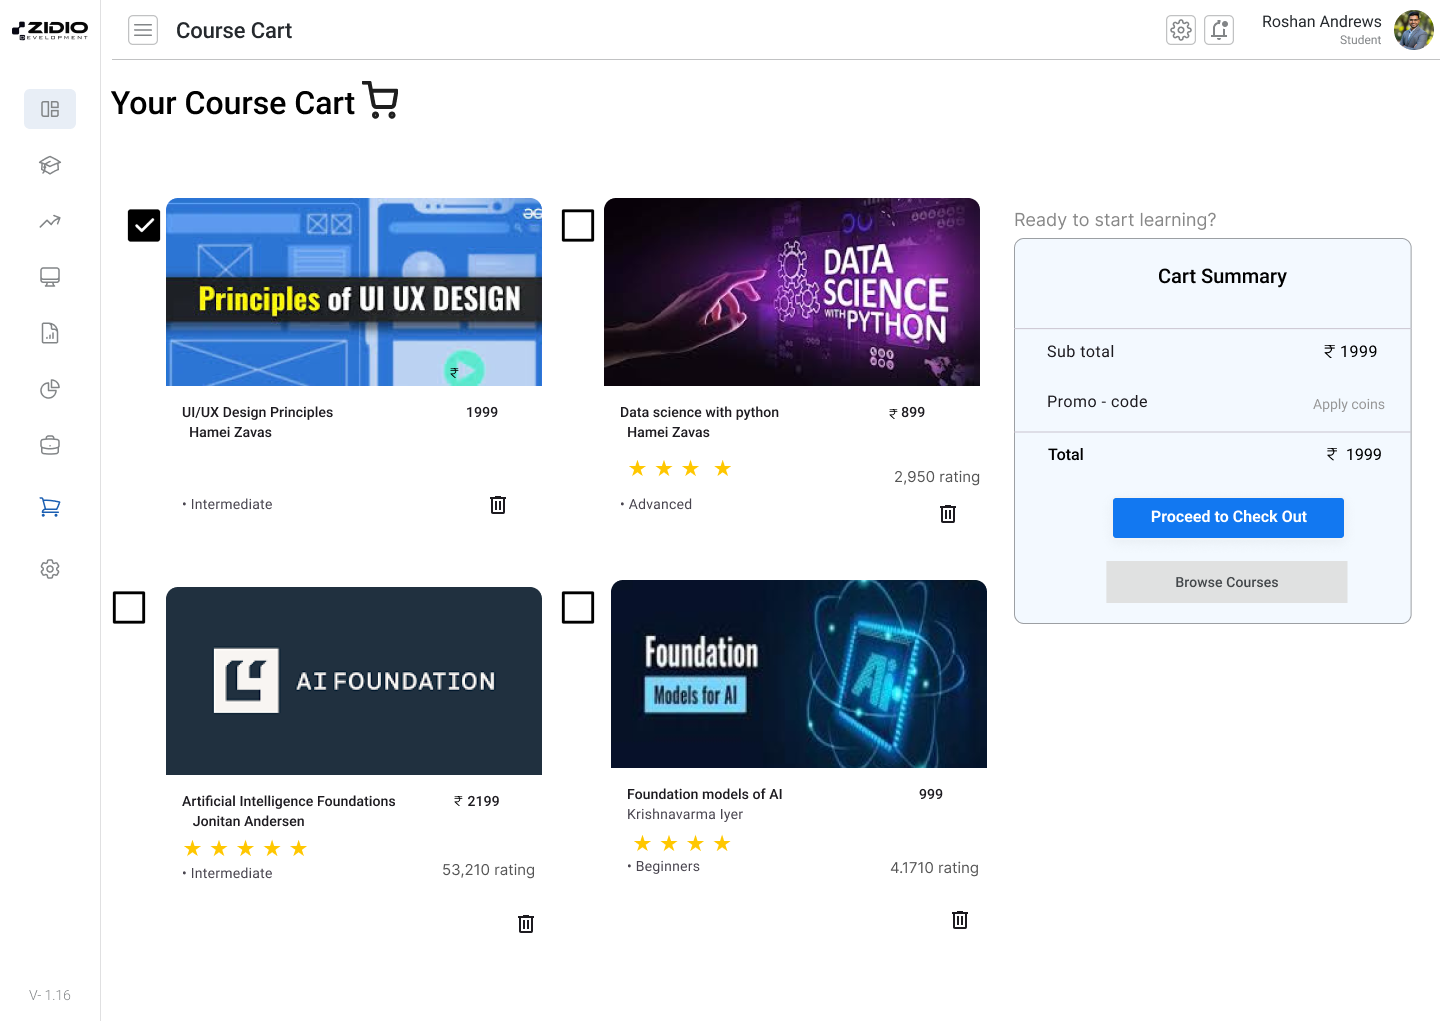 ZIDIO
DEVELOPMENT
Course Cart
Roshan Andrews
Student
Your Course Cart
Principles of UI UX DESIGN
₹
UI/UX Design Principles
1999
Hamei Zavas
• Intermediate
DATA
SCIENCE
WITH PYTHON
Data science with python
₹ 899
Hamei Zavas
★ ★ ★ ★
2,950 rating
• Advanced
AI FOUNDATION
Artificial Intelligence Foundations
₹ 2199
Jonitan Andersen
★ ★ ★ ★ ★
• Intermediate
53,210 rating
Foundation
Models for AI
Ai
Foundation models of AI
999
Krishnavarma Iyer
★ ★ ★ ★
• Beginners
4.1710 rating
Ready to start learning?
Cart Summary
Sub total
₹ 1999
Promo - code
Apply coins
Total
₹ 1999
Proceed to Check Out
Browse Courses
V- 1.16